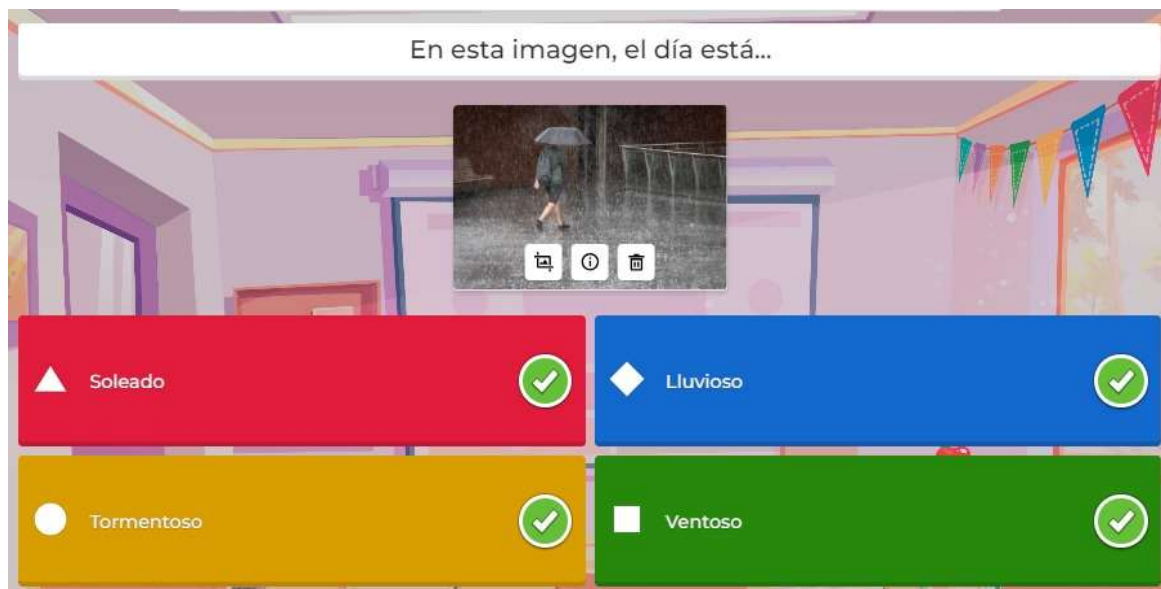 En esta imagen, el día está...
Soleado
Lluvioso
Tormentoso
Ventoso